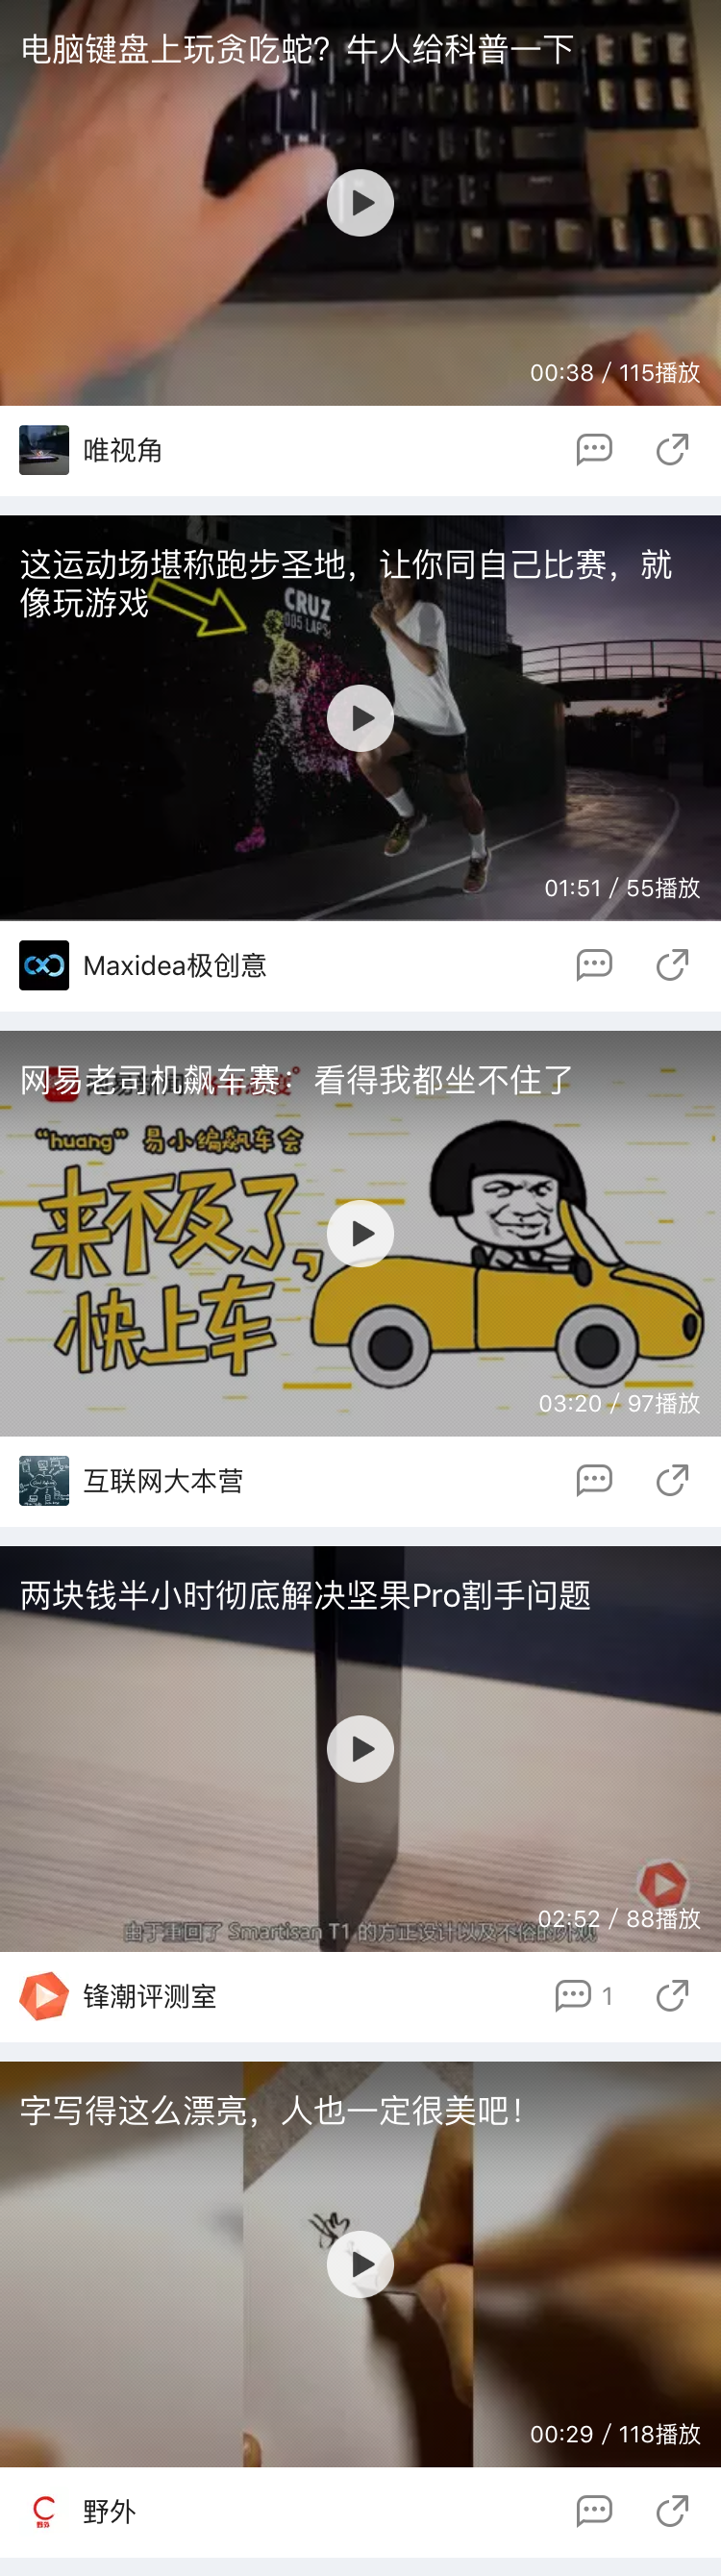 电脑键盘上玩贪吃蛇？牛人给科普一下
00:38 / 115播放
唯视角
这运动场堪称跑步圣地，让你同自己比赛，就
像玩游戏
CRUZ
005 LAPS
01:51 / 55播放
Maxidea极创意
网易老司机飙车赛：看得我都坐不住了
“huang”易小编飙车会
来不及了，
快上车
03:20 / 97播放
互联网大本营
两块钱半小时彻底解决坚果Pro割手问题
02:52 / 88播放
由于重回了 Smartisan T1 的方正设计以及不俗的外观
锋潮评测室
1
字写得这么漂亮，人也一定很美吧！
00:29 / 118播放
野外
野外